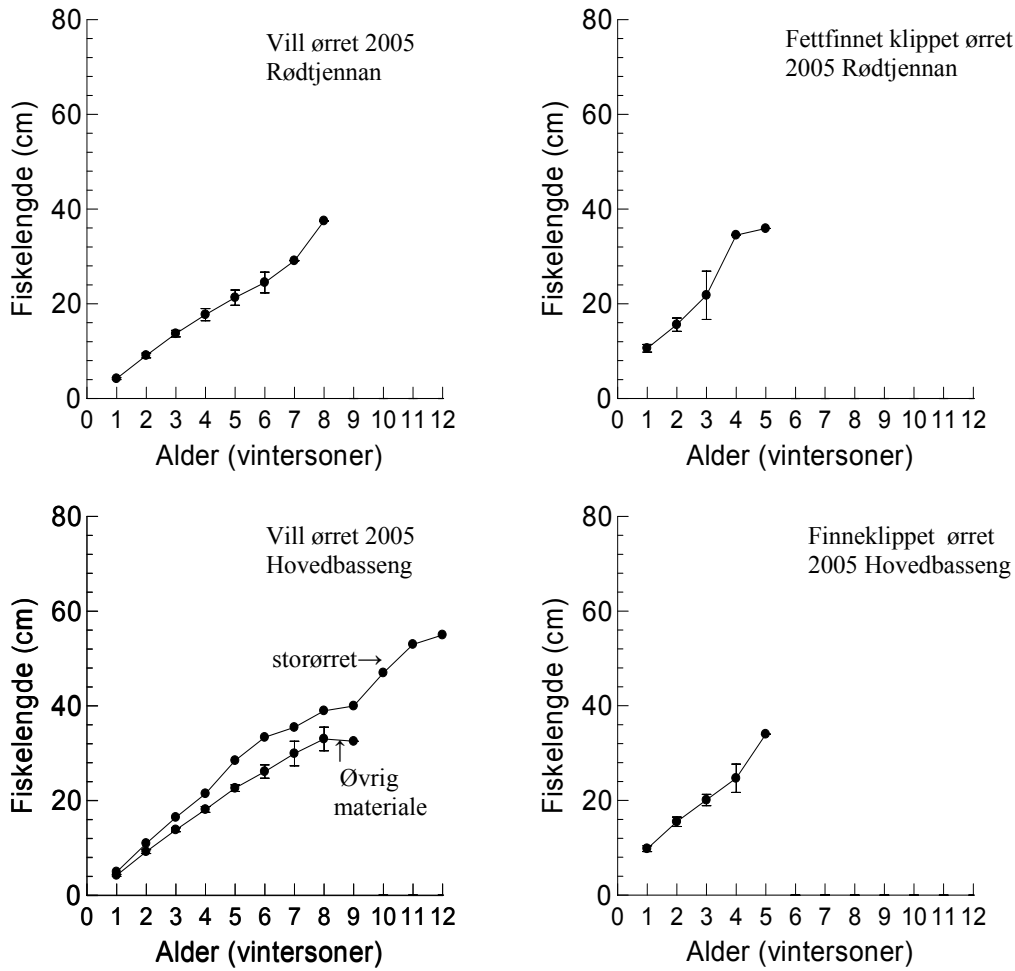 80
60
40
20
0
Fiskelengde (cm)
Vill ørret 2005
Rødtjennan
0 1 2 3 4 5 6 7 8 9 10 11 12
Alder (vintersoner)
80
60
40
20
0
Fiskelengde (cm)
Fettfinnet klippet ørret
2005 Rødtjennan
0 1 2 3 4 5 6 7 8 9 10 11 12
Alder (vintersoner)
80
60
40
20
0
Fiskelengde (cm)
Vill ørret 2005
Hovedbasseng
storørret→
Øvrig
materiale
0 1 2 3 4 5 6 7 8 9 10 11 12
Alder (vintersoner)
80
60
40
20
0
Fiskelengde (cm)
Finneklippet ørret
2005 Hovedbasseng
0 1 2 3 4 5 6 7 8 9 10 11 12
Alder (vintersoner)